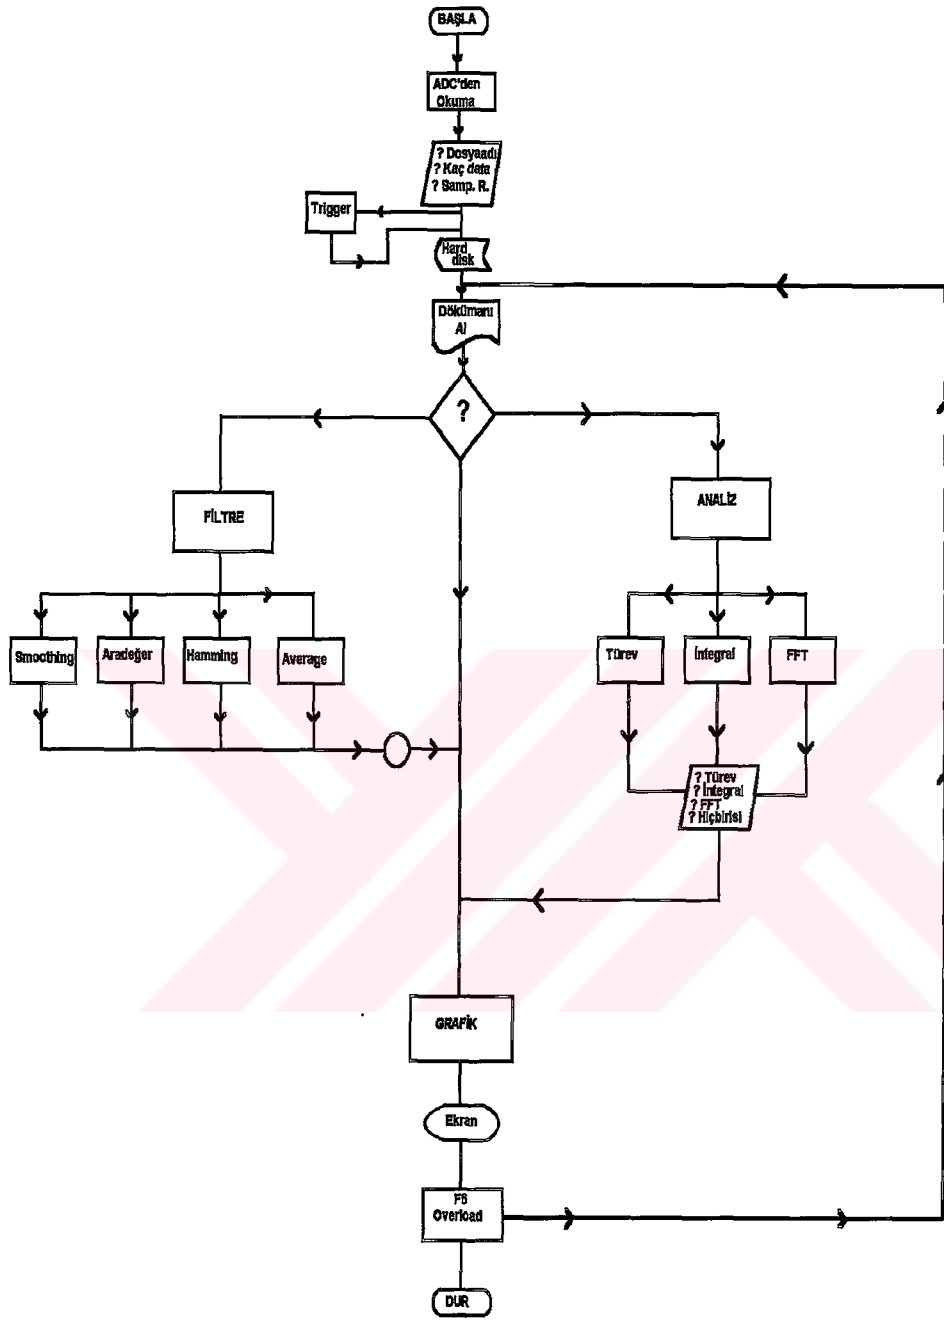 BAŞLA
ADC'den
Okuma
? Dosyaadı
? Kaç data
? Samp. R.
Trigger
Hard
disk
Dökümanı
Al
?
FİLTRE
ANALİZ
Smoothing
Aradeğer
Hamming
Average
Türev
İntegral
FFT
? Türev
? İntegral
? FFT
? Hiçbirisi
GRAFİK
Ekran
F6
Overload
DUR